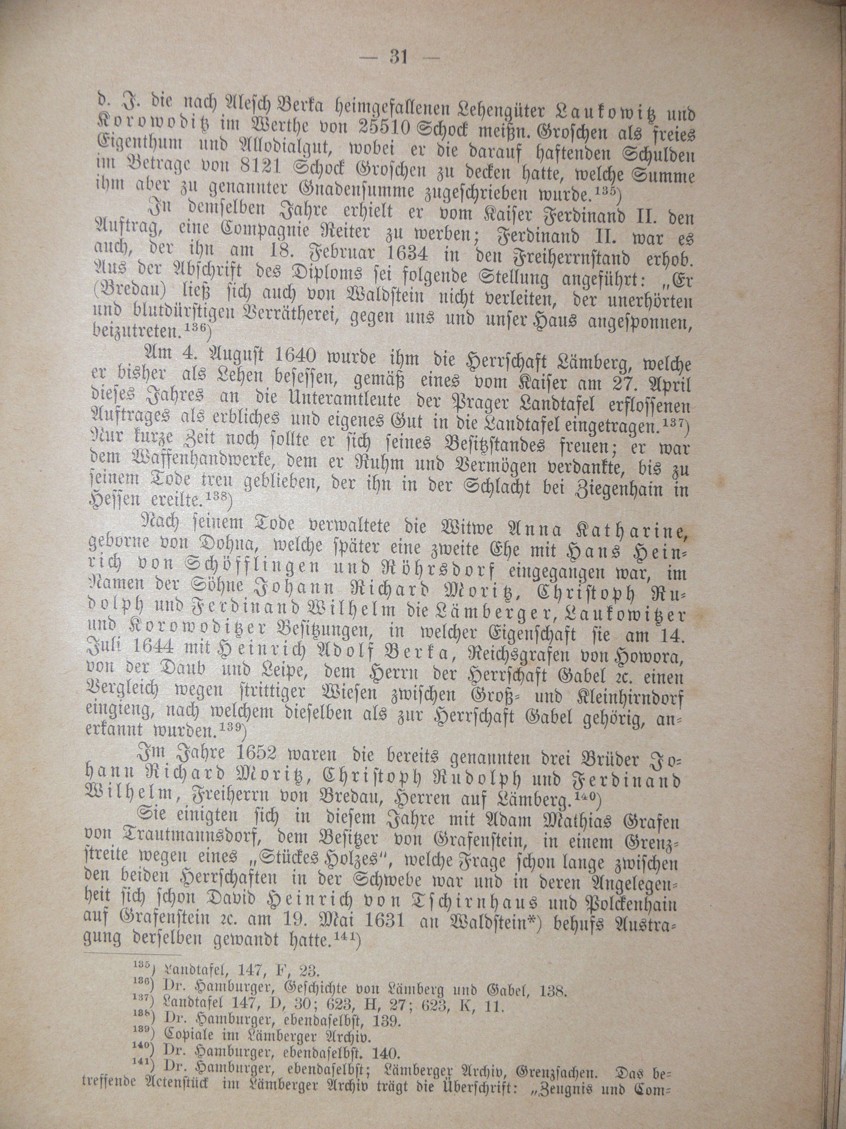 — 31 —
d. J. die nach Alesch Berka heimgefallenen Lehengüter Laukowitz und
Korowoditz im Werthe von 25510 Schock meißn. Groschen als freies
Eigenthum und Allodialgut, wobei er die darauf haftenden Schulden
im Betrage von 8121 Schock Groschen zu decken hatte, welche Summe
ihm aber zu genannter Gnadensumme zugeschrieben wurde.¹³⁵)
In demselben Jahre erhielt er vom Kaiser Ferdinand II. den
Auftrag, eine Compagnie Reiter zu werben; Ferdinand II. war es
auch, der ihn am 18. Februar 1634 in den Freiherrnstand erhob.
Aus der Abschrift des Diploms sei folgende Stellung angeführt: „Er
(Bredau) ließ sich auch von Waldstein nicht verleiten, der unerhörten
und blutdürstigen Verrätherei, gegen uns und unser Haus angesponnen,
beizutreten.¹³⁶)
Am 4. August 1640 wurde ihm die Herrschaft Lämberg, welche
er bisher als Lehen besessen, gemäß eines vom Kaiser am 27. April
dieses Jahres an die Unteramtleute der Prager Landtafel erflossenen
Auftrages als erbliches und eigenes Gut in die Landtafel eingetragen.¹³⁷)
Nur kurze Zeit noch sollte er sich seines Besitzstandes freuen; er war
dem Waffenhandwerke, dem er Ruhm und Vermögen verdankte, bis zu
seinem Tode treu geblieben, der ihn in der Schlacht bei Ziegenhain in
Hessen ereilte.¹³⁸)
Nach seinem Tode verwaltete die Witwe Anna Katharine,
geborne von Dohna, welche später eine zweite Ehe mit Hans Hein-
rich von Schöfflingen und Röhrsdorf eingegangen war, im
Namen der Söhne Johann Richard Moritz, Christoph Ru-
dolph und Ferdinand Wilhelm die Lämberger, Laukowitzer
und Korowoditzer Besitzungen, in welcher Eigenschaft sie am 14.
Juli 1644 mit Heinrich Adolf Berka, Reichsgrafen von Howora,
von der Daub und Leipe, dem Herrn der Herrschaft Gabel ꝛc. einen
Vergleich wegen strittiger Wiesen zwischen Groß- und Kleinhirndorf
eingieng, nach welchem dieselben als zur Herrschaft Gabel gehörig, an-
erkannt wurden.¹³⁹)
Im Jahre 1652 waren die bereits genannten drei Brüder Jo-
hann Richard Moritz, Christoph Rudolph und Ferdinand
Wilhelm, Freiherrn von Bredau, Herren auf Lämberg.¹⁴⁰)
Sie einigten sich in diesem Jahre mit Adam Mathias Grafen
von Trautmannsdorf, dem Besitzer von Grafenstein, in einem Grenz-
streite wegen eines „Stückes Holzes“, welche Frage schon lange zwischen
den beiden Herrschaften in der Schwebe war und in deren Angelegen-
heit sich schon David Heinrich von Tschirnhaus und Polckenhain
auf Grafenstein ꝛc. am 19. Mai 1631 an Waldstein*) behufs Austra-
gung derselben gewandt hatte.¹⁴¹)
¹³⁵) Landtafel, 147, F, 23.
¹³⁶) Dr. Hamburger, Geschichte von Lämberg und Gabel, 138.
¹³⁷) Landtafel 147, D, 30; 623, H, 27; 623, K, 11.
¹³⁸) Dr. Hamburger, ebendaselbst, 139.
¹³⁹) Copiale im Lämberger Archiv.
¹⁴⁰) Dr. Hamburger, ebendaselbst. 140.
¹⁴¹) Dr. Hamburger, ebendaselbst; Lämberger Archiv, Grenzsachen. Das be-
treffende Actenstück im Lämberger Archiv trägt die Überschrift: „Zeugnis und Com-